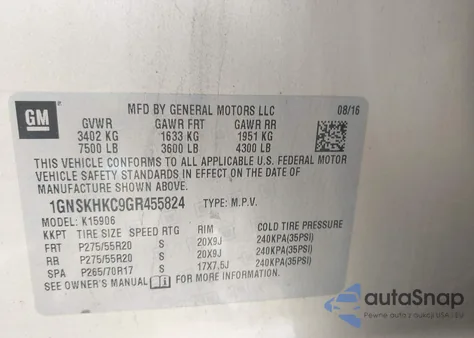 GM
MFD BY GENERAL MOTORS LLC 08/16
GVWR GAWR FRT GAWR RR
3402 KG 1633 KG 1951 KG
7500 LB 3600 LB 4300 LB
THIS VEHICLE CONFORMS TO ALL APPLICABLE U.S. FEDERAL MOTOR
VEHICLE SAFETY STANDARDS IN EFFECT ON THE DATE OF
MANUFACTURE SHOWN ABOVE.
1GNSKHKC9GR455824 TYPE: M.P.V.
MODEL: K15906
KKPT TIRE SIZE SPEED RTG RIM COLD TIRE PRESSURE
FRT P275/55R20 S 20X9J 240KPA(35PSI)
RR P275/55R20 S 20X9J 240KPA(35PSI)
SPA P265/70R17 S 17X7.5J 240KPA(35PSI)
SEE OWNER'S MANUAL FOR MORE INFORMATION.
autoSnap
Pewne auto z USA i EU